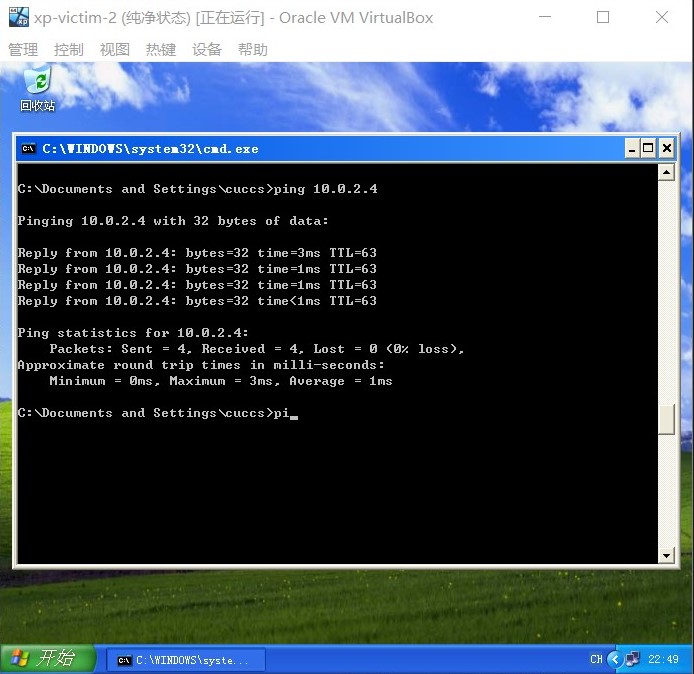 xp-victim-2 (纯净状态) [正在运行] - Oracle VM VirtualBox
管理 控制 视图 热键 设备 帮助
回收站
C:\WINDOWS\system32\cmd.exe
C:\Documents and Settings\cuccs>ping 10.0.2.4
Pinging 10.0.2.4 with 32 bytes of data:
Reply from 10.0.2.4: bytes=32 time=3ms TTL=63
Reply from 10.0.2.4: bytes=32 time=1ms TTL=63
Reply from 10.0.2.4: bytes=32 time=1ms TTL=63
Reply from 10.0.2.4: bytes=32 time<1ms TTL=63
Ping statistics for 10.0.2.4:
Packets: Sent = 4, Received = 4, Lost = 0 (0% loss),
Approximate round trip times in milli-seconds:
Minimum = 0ms, Maximum = 3ms, Average = 1ms
C:\Documents and Settings\cuccs>pi_
开始 C:\WINDOWS\syste... CH 22:49